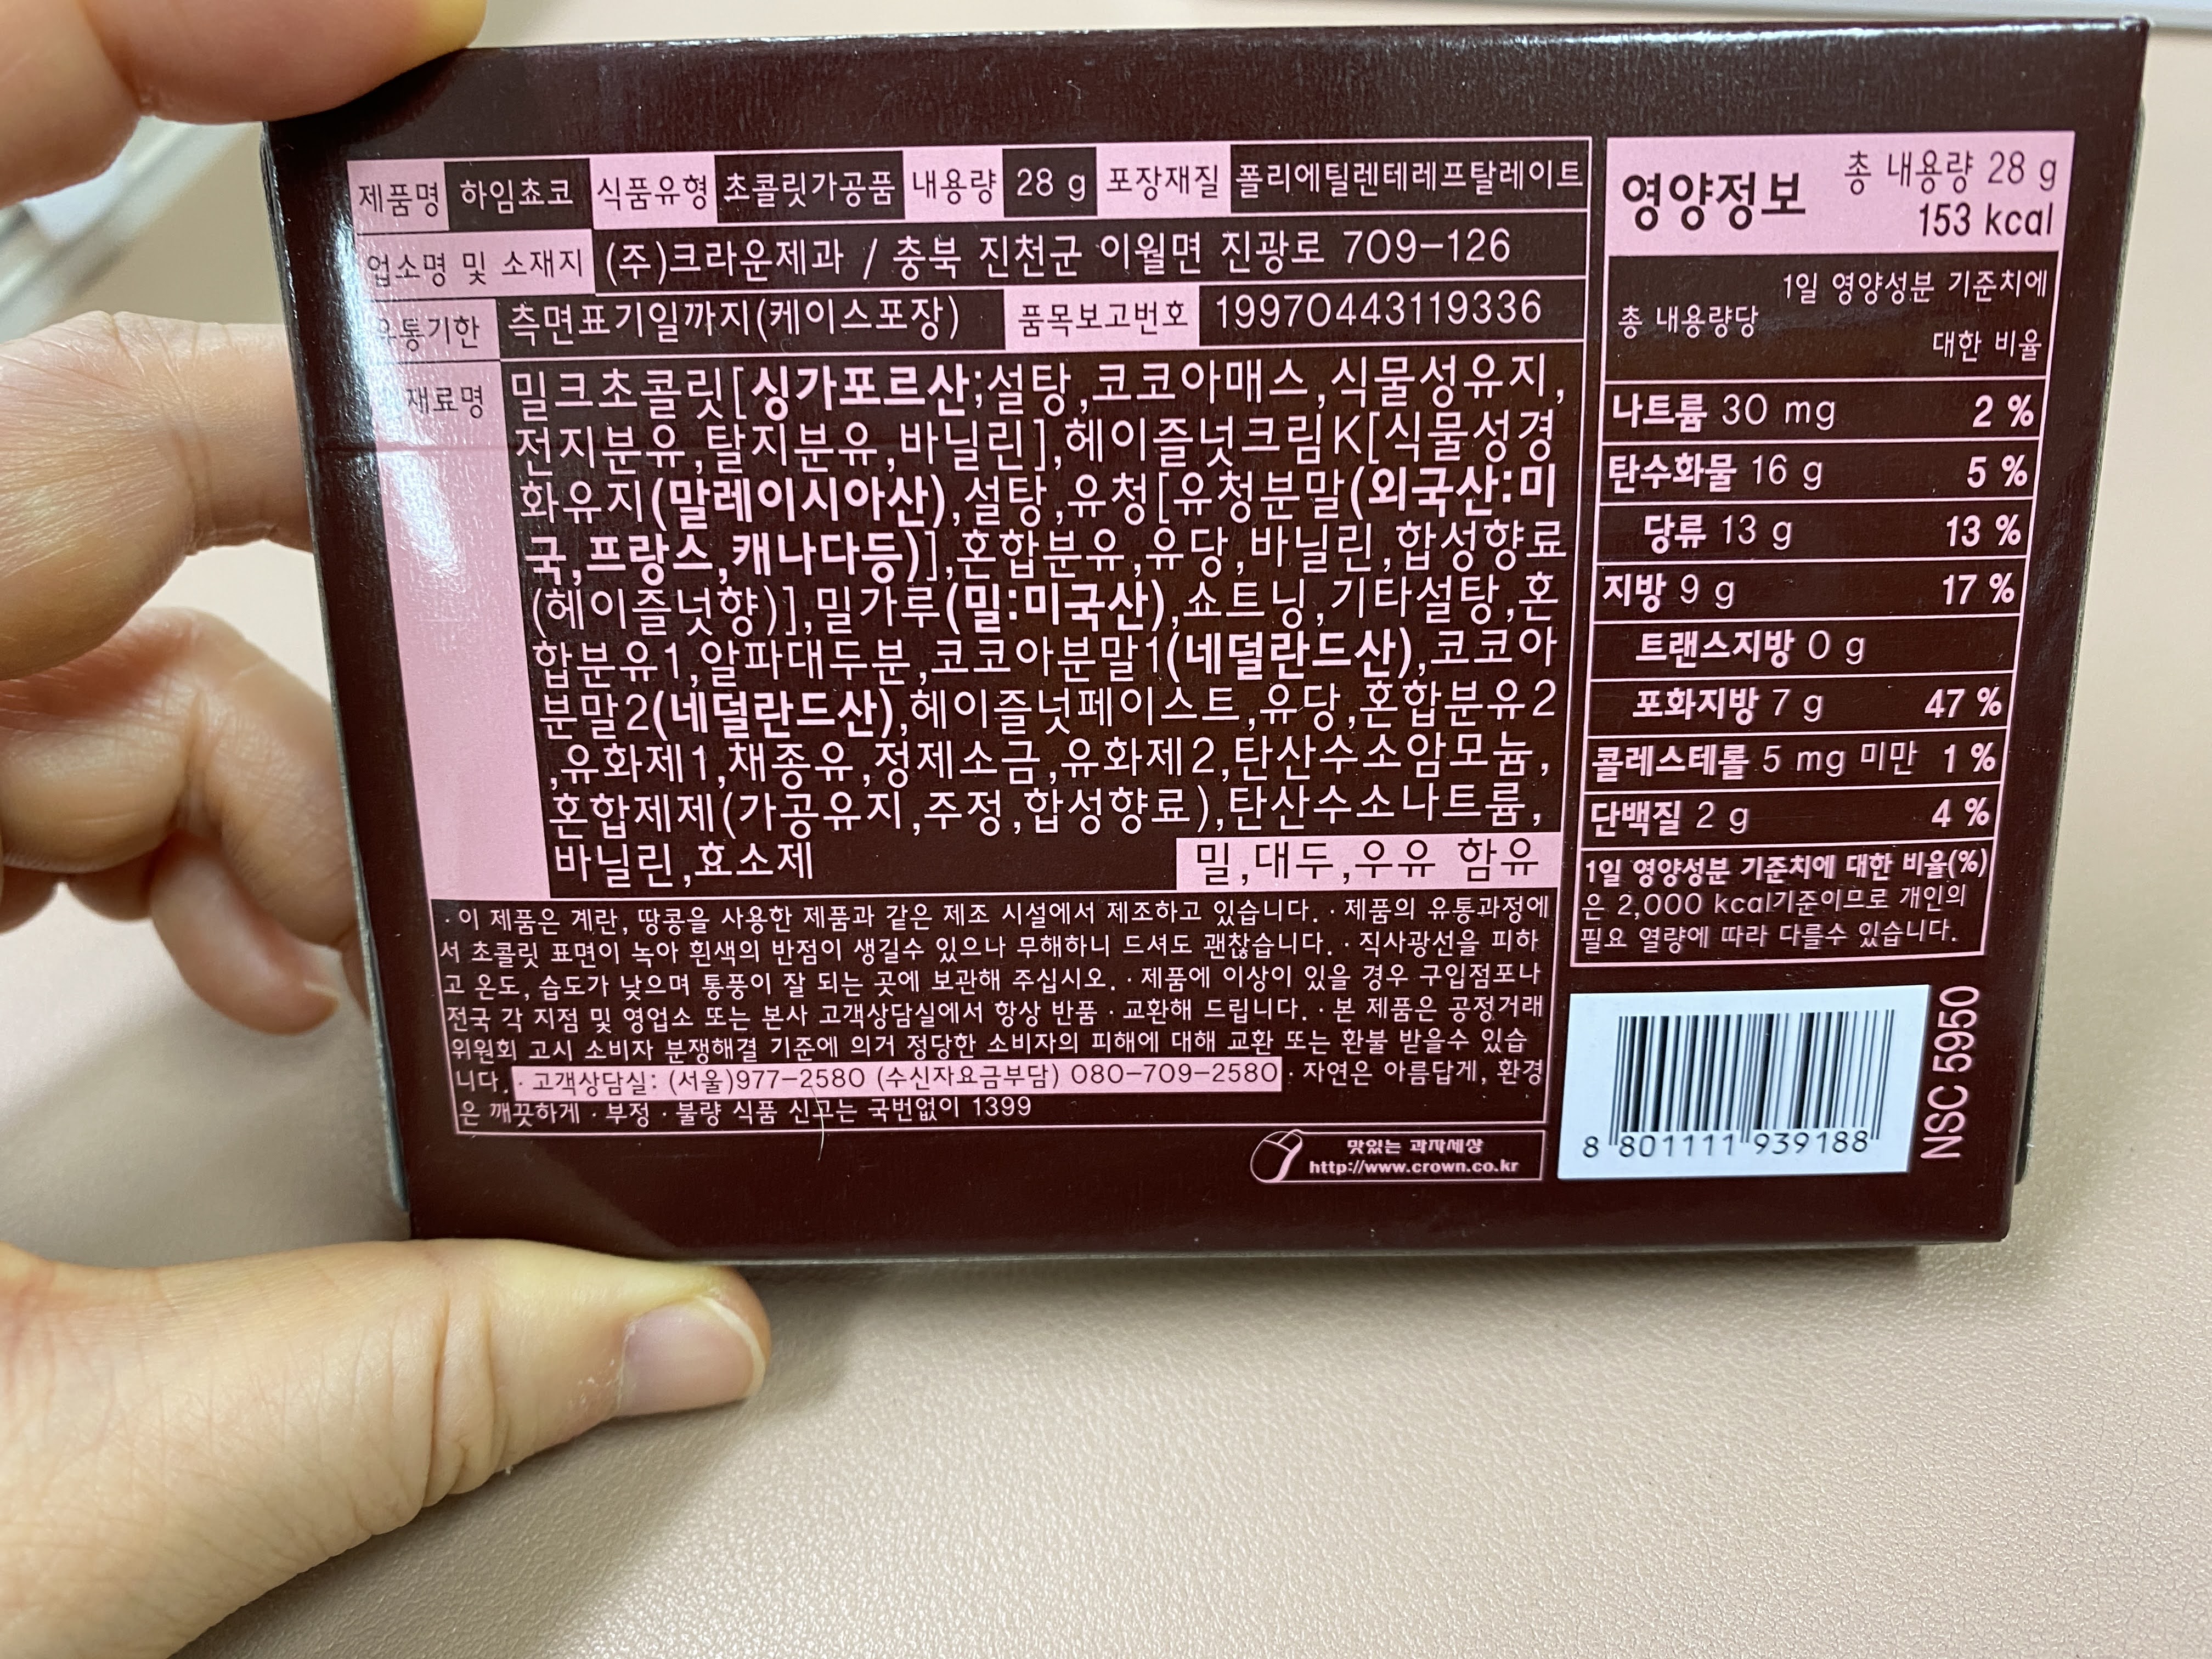 제품명 하임쵸코 식품유형 초콜릿가공품 내용량 28 g 포장재질 폴리에틸렌테레프탈레이트
업소명 및 소재지 (주)크라운제과 / 충북 진천군 이월면 진광로 709-126
유통기한 측면표기일까지(케이스포장) 품목보고번호 19970443119336
재료명 밀크초콜릿[싱가포르산;설탕,코코아매스,식물성유지,
전지분유,탈지분유,바닐린],헤이즐넛크림K[식물성경
화유지(말레이시아산),설탕,유청[유청분말(외국산:미
국,프랑스,캐나다등)],혼합분유,유당,바닐린,합성향료
(헤이즐넛향)],밀가루(밀:미국산),쇼트닝,기타설탕,혼
합분유1,알파대두분,코코아분말1(네덜란드산),코코아
분말2(네덜란드산),헤이즐넛페이스트,유당,혼합분유2
,유화제1,채종유,정제소금,유화제2,탄산수소암모늄,
혼합제제(가공유지,주정,합성향료),탄산수소나트륨,
바닐린,효소제 밀,대두,우유 함유
·이 제품은 계란, 땅콩을 사용한 제품과 같은 제조 시설에서 제조하고 있습니다. ·제품의 유통과정에
서 초콜릿 표면이 녹아 흰색의 반점이 생길수 있으나 무해하니 드셔도 괜찮습니다. ·직사광선을 피하
고 온도, 습도가 낮으며 통풍이 잘 되는 곳에 보관해 주십시오. ·제품에 이상이 있을 경우 구입점포나
전국 각 지점 및 영업소 또는 본사 고객상담실에서 항상 반품·교환해 드립니다. ·본 제품은 공정거래
위원회 고시 소비자 분쟁해결 기준에 의거 정당한 소비자의 피해에 대해 교환 또는 환불 받을수 있습
니다. ·고객상담실: (서울)977-2580 (수신자요금부담) 080-709-2580 ·자연은 아름답게, 환경
은 깨끗하게 ·부정·불량 식품 신고는 국번없이 1399
맛있는 과자세상
http://www.crown.co.kr
영양정보 총 내용량 28 g
153 kcal
총 내용량당 1일 영양성분 기준치에
대한 비율
나트륨 30 mg 2 %
탄수화물 16 g 5 %
당류 13 g 13 %
지방 9 g 17 %
트랜스지방 0 g
포화지방 7 g 47 %
콜레스테롤 5 mg 미만 1 %
단백질 2 g 4 %
1일 영양성분 기준치에 대한 비율(%)
은 2,000 kcal기준이므로 개인의
필요 열량에 따라 다를수 있습니다.
8 801111 939188
NSC 5950